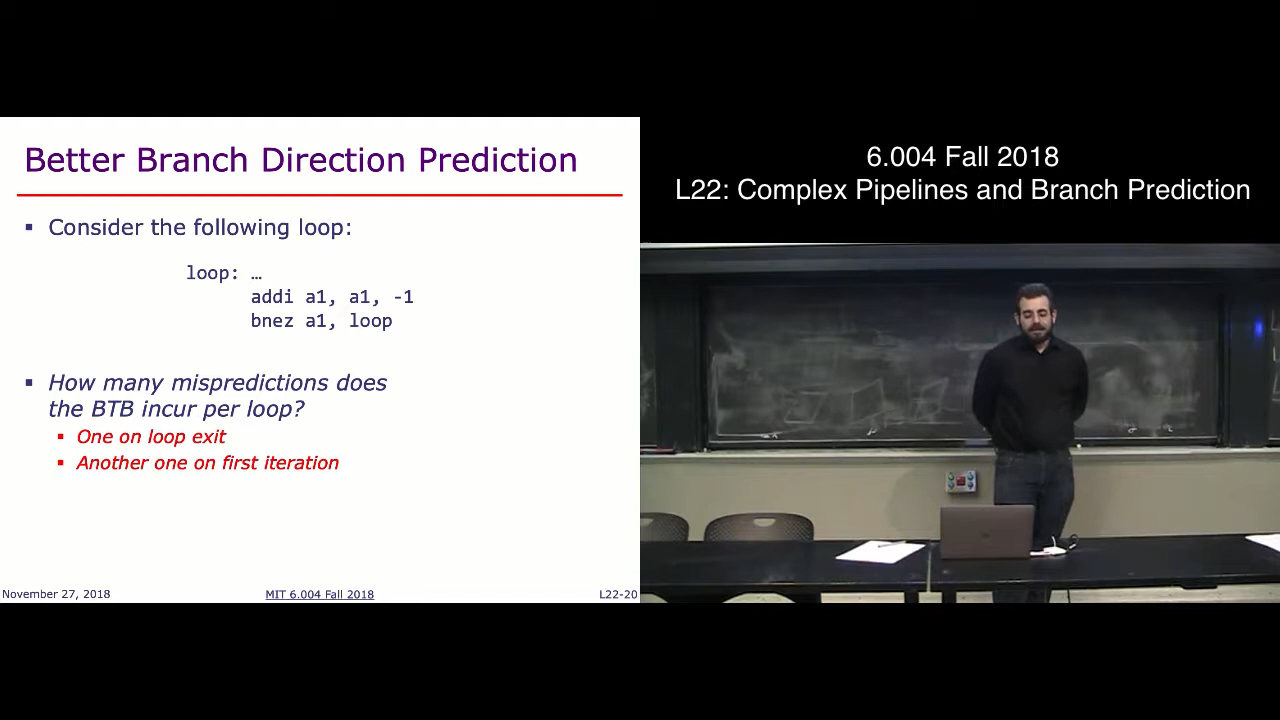 Better Branch Direction Prediction
▪ Consider the following loop:
loop: …
addi a1, a1, -1
bnez a1, loop
▪ How many mispredictions does
the BTB incur per loop?
▪ One on loop exit
▪ Another one on first iteration
November 27, 2018
MIT 6.004 Fall 2018
L22-20
6.004 Fall 2018
L22: Complex Pipelines and Branch Prediction